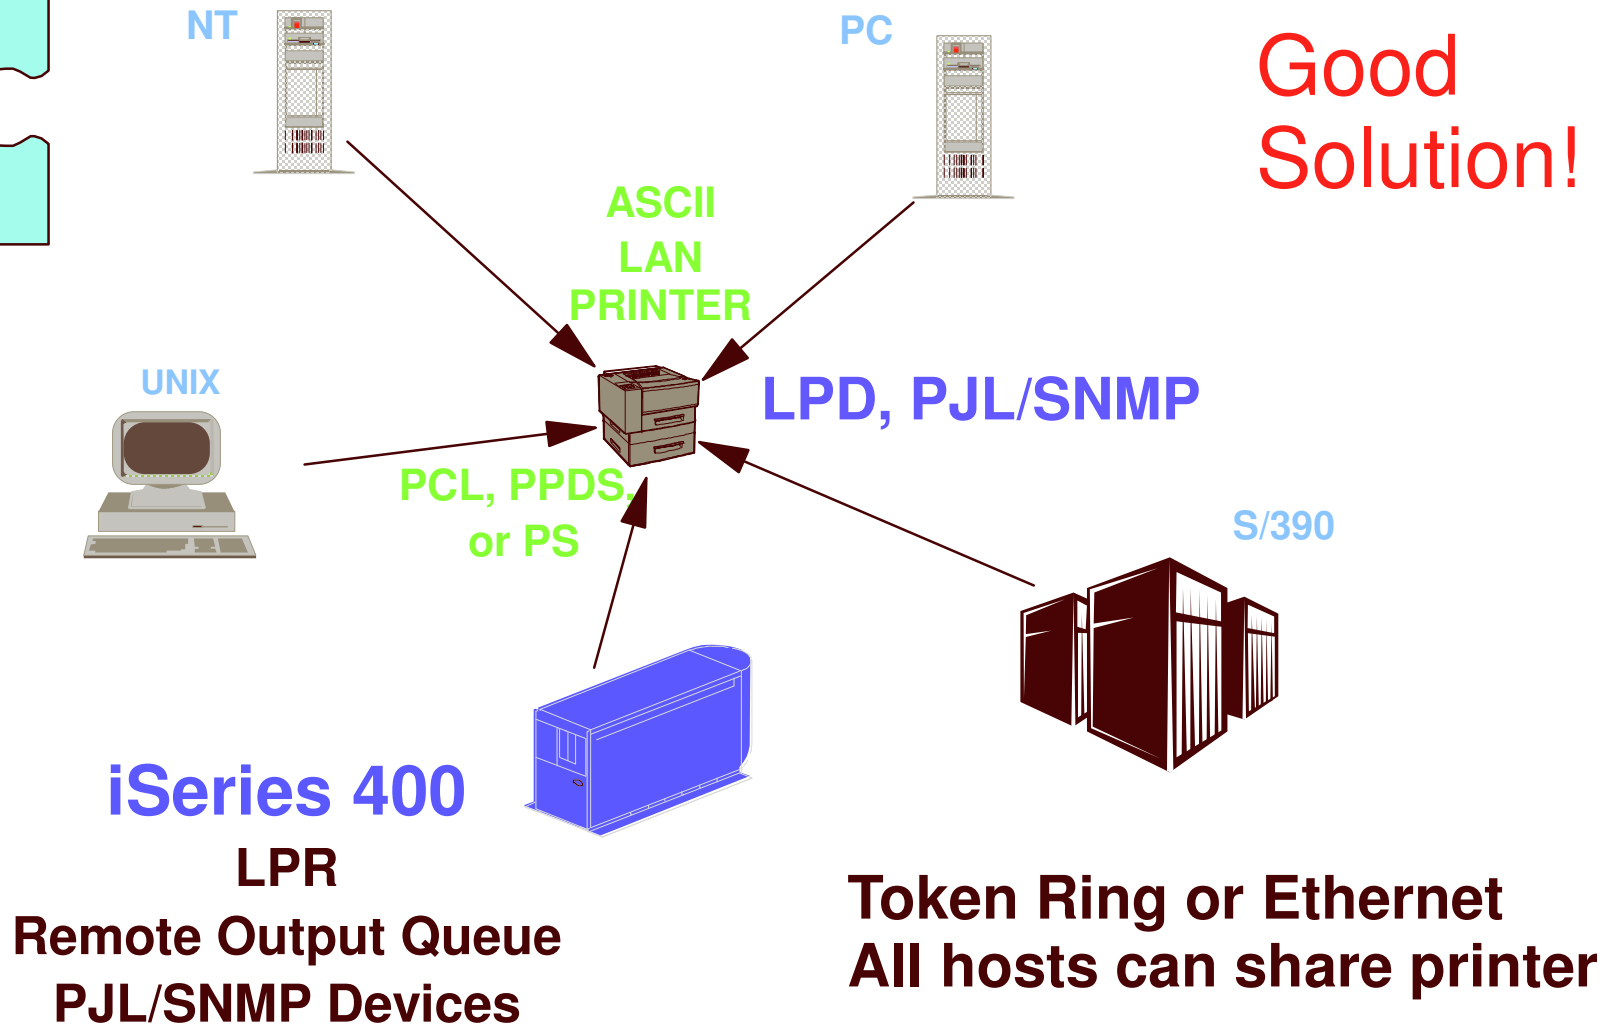 NT
PC
Good
Solution!
ASCII
LAN
PRINTER
UNIX
LPD, PJL/SNMP
PCL, PPDS,
or PS
S/390
iSeries 400
LPR
Remote Output Queue
PJL/SNMP Devices
Token Ring or Ethernet
All hosts can share printer